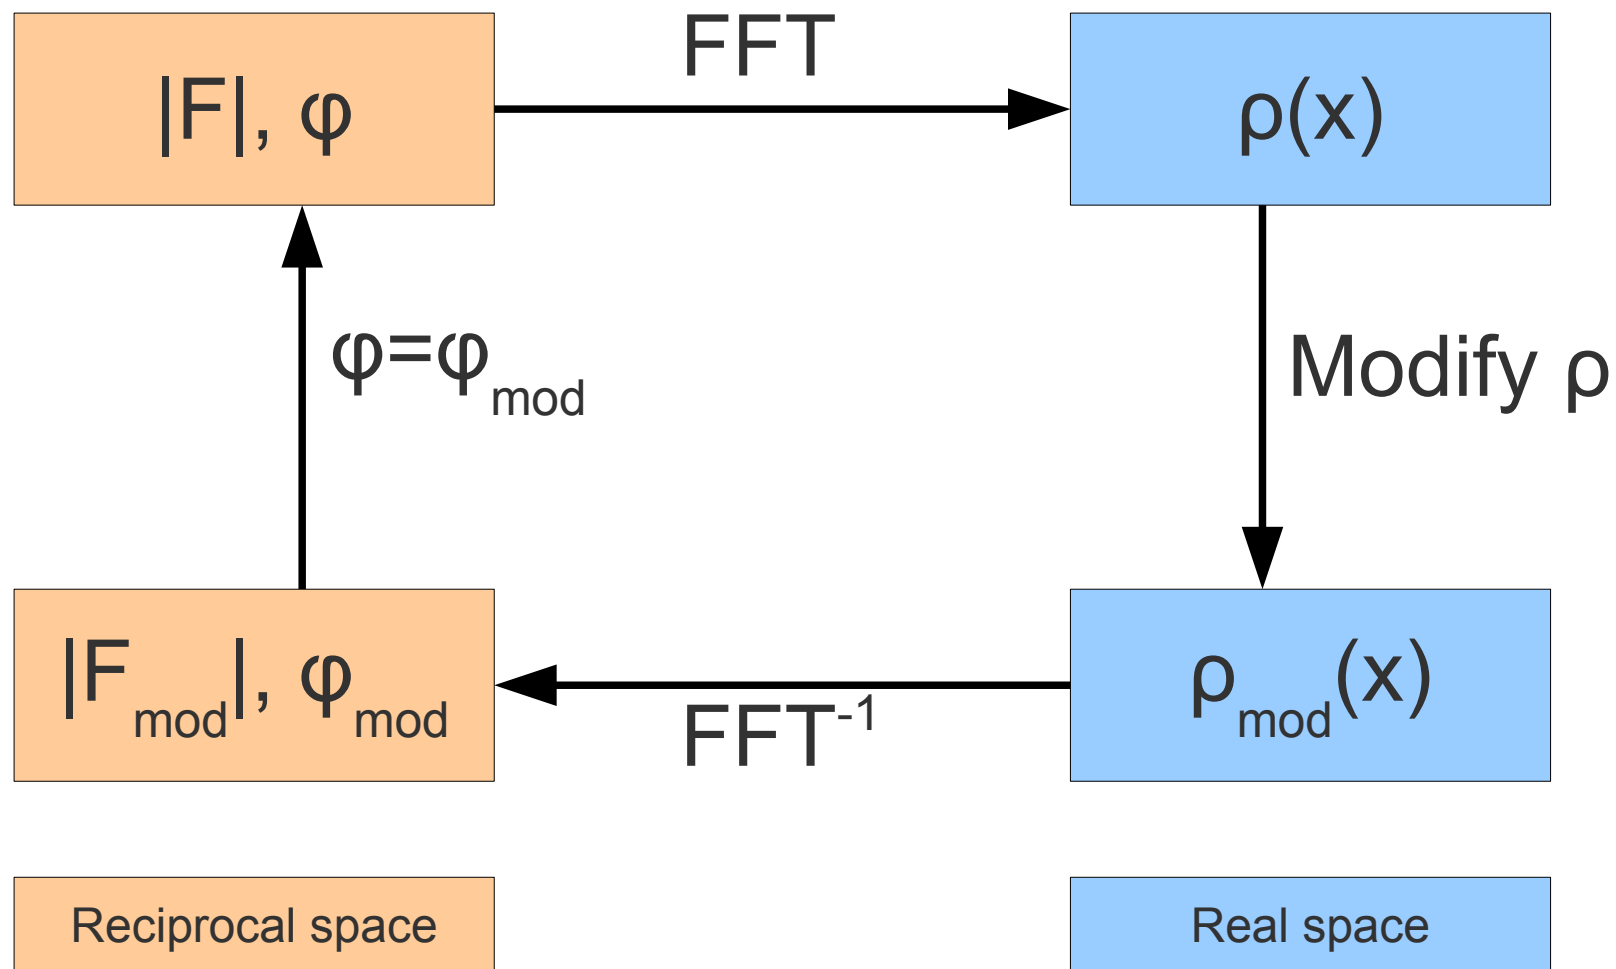 FFT
|F|, φ
ρ(x)
φ=φmod
Modify ρ
|Fmod|, φmod
FFT-1
ρmod(x)
Reciprocal space
Real space